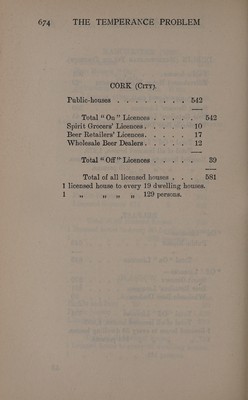 674 THE TEMPERANCE PROBLEM
CORK (CITY).
Public-houses . . . . . . . . 542
Total "On" Licences . . . . . 542
Spirit Grocers' Licences . . . . . 10
Beer Retailers' Licences . . . . . 17
Wholesale Beer Dealers . . . . . 12
Total "Off" Licences . . . . . 39
Total of all licensed houses . . . 581
1 licensed house to every 19 dwelling houses.
1 „ „ „ „ 129 persons.